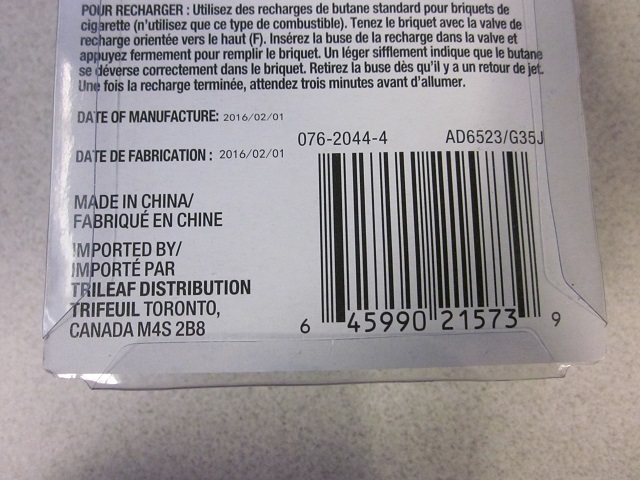 POUR RECHARGER : Utilisez des recharges de butane standard pour briquets de
cigarette (n'utilisez que ce type de combustible). Tenez le briquet avec la valve de
recharge orientée vers le haut (F). Insérez la buse de la recharge dans la valve et
appuyez fermement pour remplir le briquet. Un léger sifflement indique que le butane
se déverse correctement dans le briquet. Retirez la buse dès qu'il y a un retour de jet.
Une fois la recharge terminée, attendez trois minutes avant d'allumer.
DATE OF MANUFACTURE: 2016/02/01
DATE DE FABRICATION : 2016/02/01
076-2044-4 AD6523/G35J
MADE IN CHINA/
FABRIQUÉ EN CHINE
IMPORTED BY/
IMPORTÉ PAR
TRILEAF DISTRIBUTION
TRIFEUIL TORONTO,
CANADA M4S 2B8
6 45990 21573 9